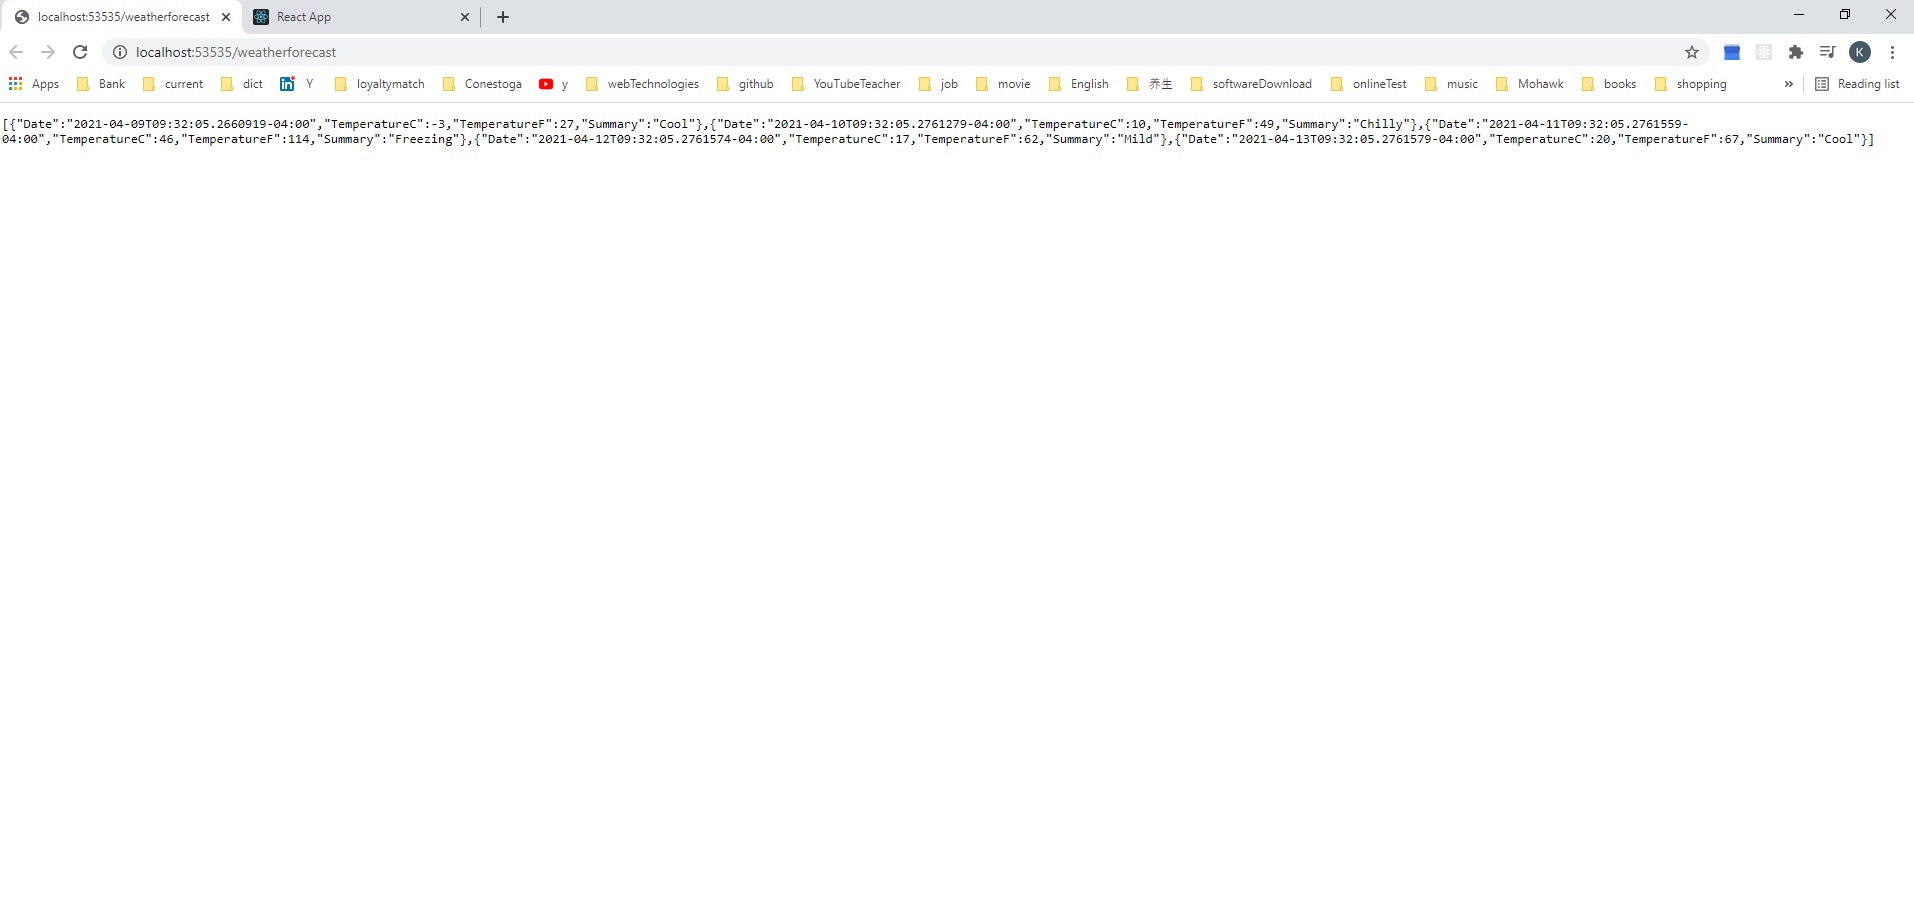 localhost:53535/weatherforecast
React App
localhost:53535/weatherforecast
K
Apps Bank current dict Y loyaltymatch Conestoga y webTechnologies github YouTubeTeacher job movie English 养生 softwareDownload onlineTest music Mohawk books shopping » Reading list
[{"Date":"2021-04-09T09:32:05.2660919-04:00","TemperatureC":-3,"TemperatureF":27,"Summary":"Cool"},{"Date":"2021-04-10T09:32:05.2761279-04:00","TemperatureC":10,"TemperatureF":49,"Summary":"Chilly"},{"Date":"2021-04-11T09:32:05.2761559-
04:00","TemperatureC":46,"TemperatureF":114,"Summary":"Freezing"},{"Date":"2021-04-12T09:32:05.2761574-04:00","TemperatureC":17,"TemperatureF":62,"Summary":"Mild"},{"Date":"2021-04-13T09:32:05.2761579-04:00","TemperatureC":20,"TemperatureF":67,"Summary":"Cool"}]